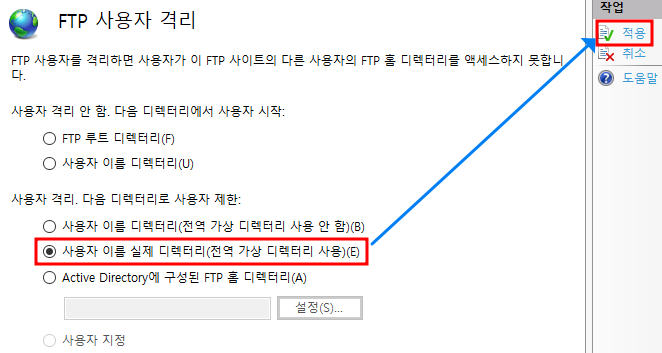 FTP 사용자 격리
FTP 사용자를 격리하면 사용자가 이 FTP 사이트의 다른 사용자의 FTP 홈 디렉터리를 액세스하지 못합니
다.
사용자 격리 안 함. 다음 디렉터리에서 사용자 시작:
FTP 루트 디렉터리(F)
사용자 이름 디렉터리(U)
사용자 격리. 다음 디렉터리로 사용자 제한:
사용자 이름 디렉터리(전역 가상 디렉터리 사용 안 함)(B)
사용자 이름 실제 디렉터리(전역 가상 디렉터리 사용)(E)
Active Directory에 구성된 FTP 홈 디렉터리(A)
설정(S)...
사용자 지정
작업
적용
취소
도움말